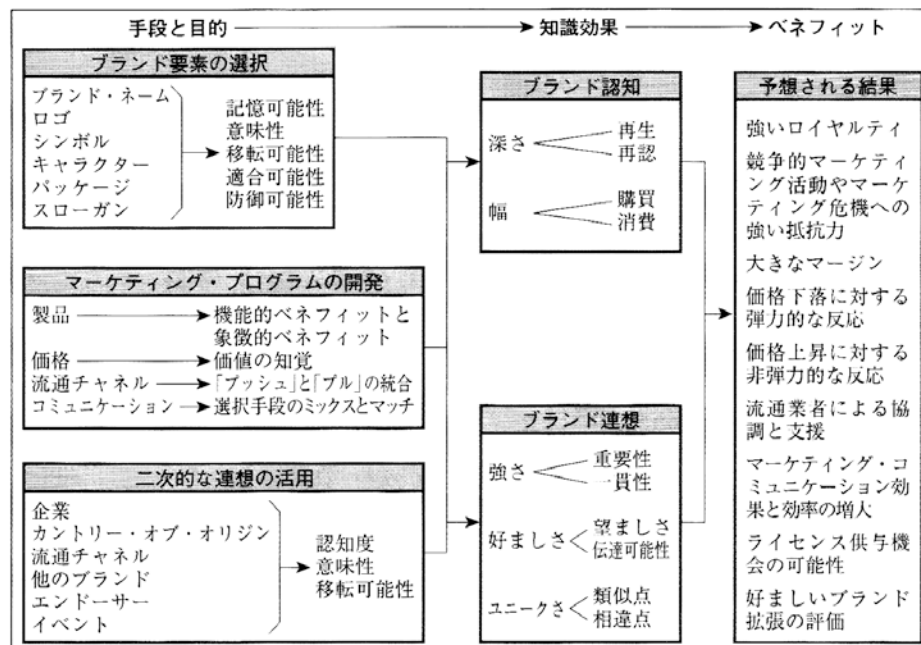 手段と目的
知識効果
ベネフィット
ブランド要素の選択
ブランド・ネーム
ロゴ
シンボル
キャラクター
パッケージ
スローガン
記憶可能性
意味性
移転可能性
適合可能性
防御可能性
マーケティング・プログラムの開発
製品
機能的ベネフィットと
象徴的ベネフィット
価格
価値の知覚
流通チャネル
「プッシュ」と「プル」の統合
コミュニケーション
選択手段のミックスとマッチ
二次的な連想の活用
企業
カントリー・オブ・オリジン
流通チャネル
他のブランド
エンドーサー
イベント
認知度
意味性
移転可能性
ブランド認知
深さ
再生
再認
幅
購買
消費
ブランド連想
強さ
重要性
一貫性
好ましさ
望ましさ
伝達可能性
ユニークさ
類似点
相違点
予想される結果
強いロイヤルティ
競争的マーケティ
ング活動やマーケ
ティング危機への
強い抵抗力
大きなマージン
価格下落に対する
弾力的な反応
価格上昇に対する
非弾力的な反応
流通業者による協
調と支援
マーケティング・コ
ミュニケーション効
果と効率の増大
ライセンス供与機
会の可能性
好ましいブランド
拡張の評価